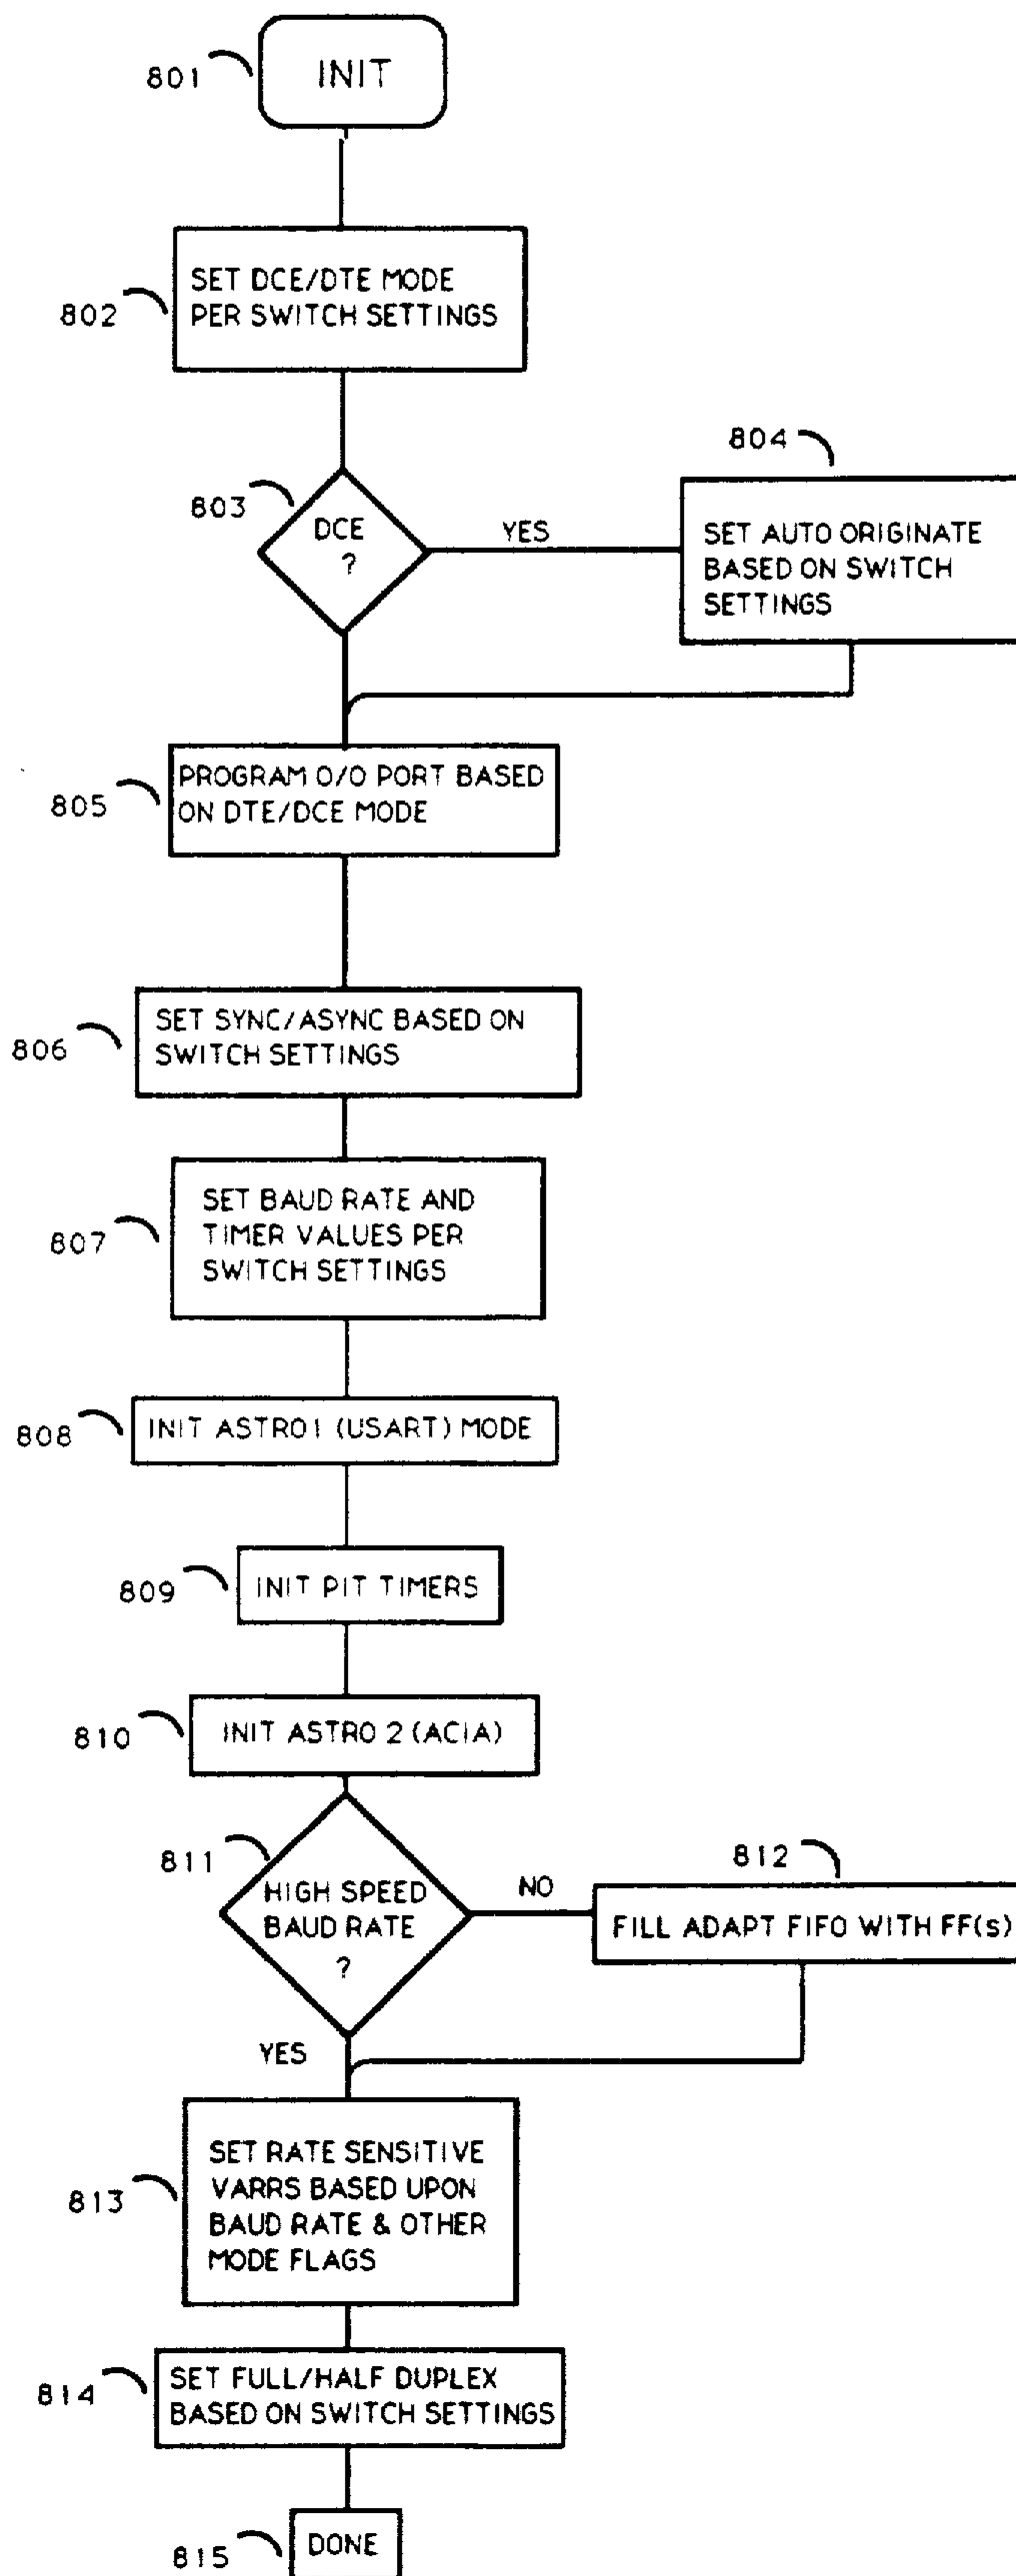 801
INIT
802
SET DCE/DTE MODE
PER SWITCH SETTINGS
803
DCE
?
YES
804
SET AUTO ORIGINATE
BASED ON SWITCH
SETTINGS
805
PROGRAM O/O PORT BASED
ON DTE/DCE MODE
806
SET SYNC/ASYNC BASED ON
SWITCH SETTINGS
807
SET BAUD RATE AND
TIMER VALUES PER
SWITCH SETTINGS
808
INIT ASTRO1 (USART) MODE
809
INIT PIT TIMERS
810
INIT ASTRO 2 (ACIA)
811
HIGH SPEED
BAUD RATE
?
NO
812
FILL ADAPT FIFO WITH FF(s)
YES
813
SET RATE SENSITIVE
VARRS BASED UPON
BAUD RATE & OTHER
MODE FLAGS
814
SET FULL/HALF DUPLEX
BASED ON SWITCH SETTINGS
815
DONE